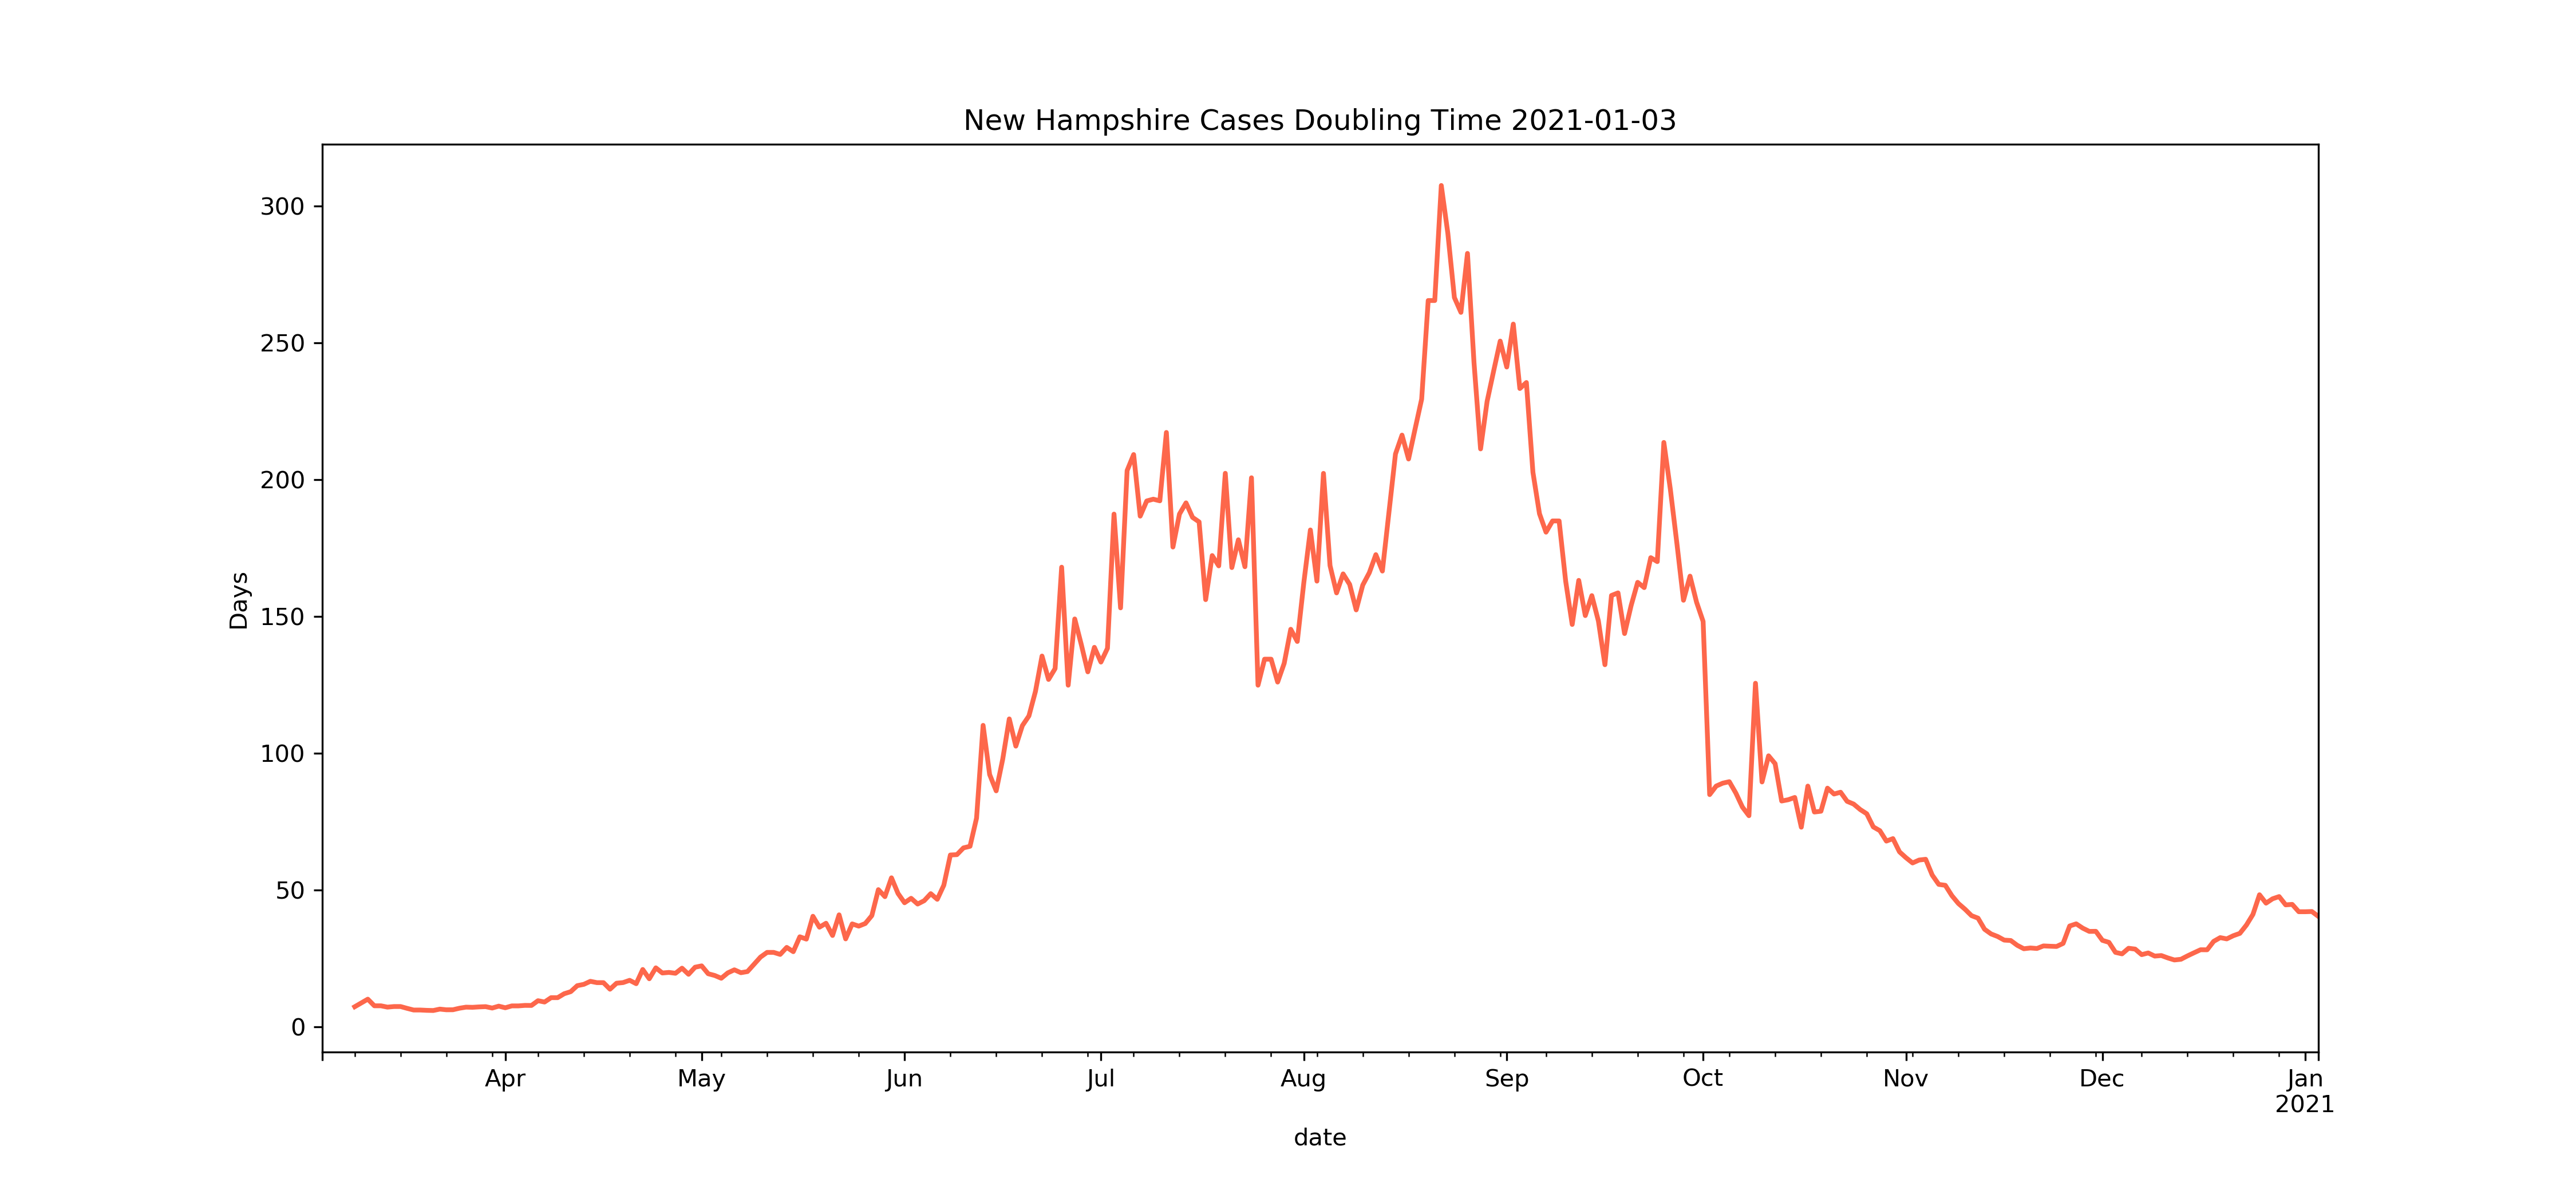 New Hampshire Cases Doubling Time 2021-01-03
300
250
200
150
100
50
0
Days
Apr May Jun Jul Aug Sep Oct Nov Dec Jan
2021
date